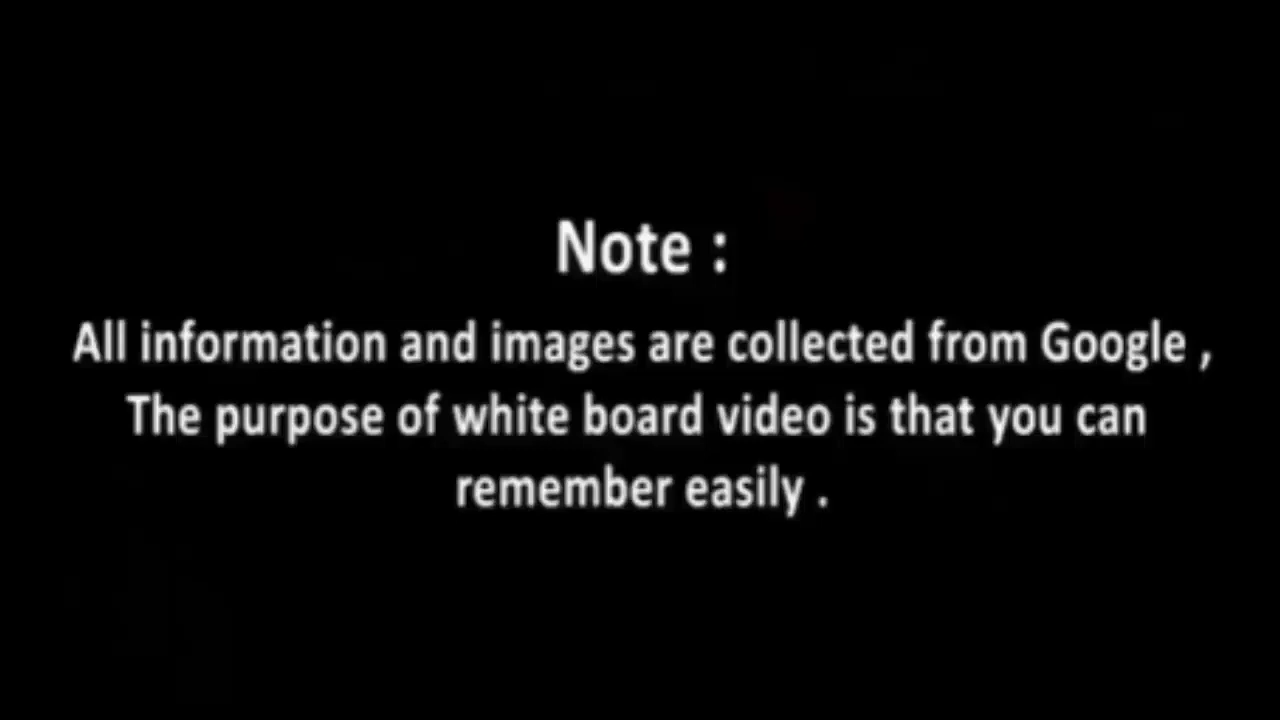 Note :
All information and images are collected from Google ,
The purpose of white board video is that you can
remember easily .